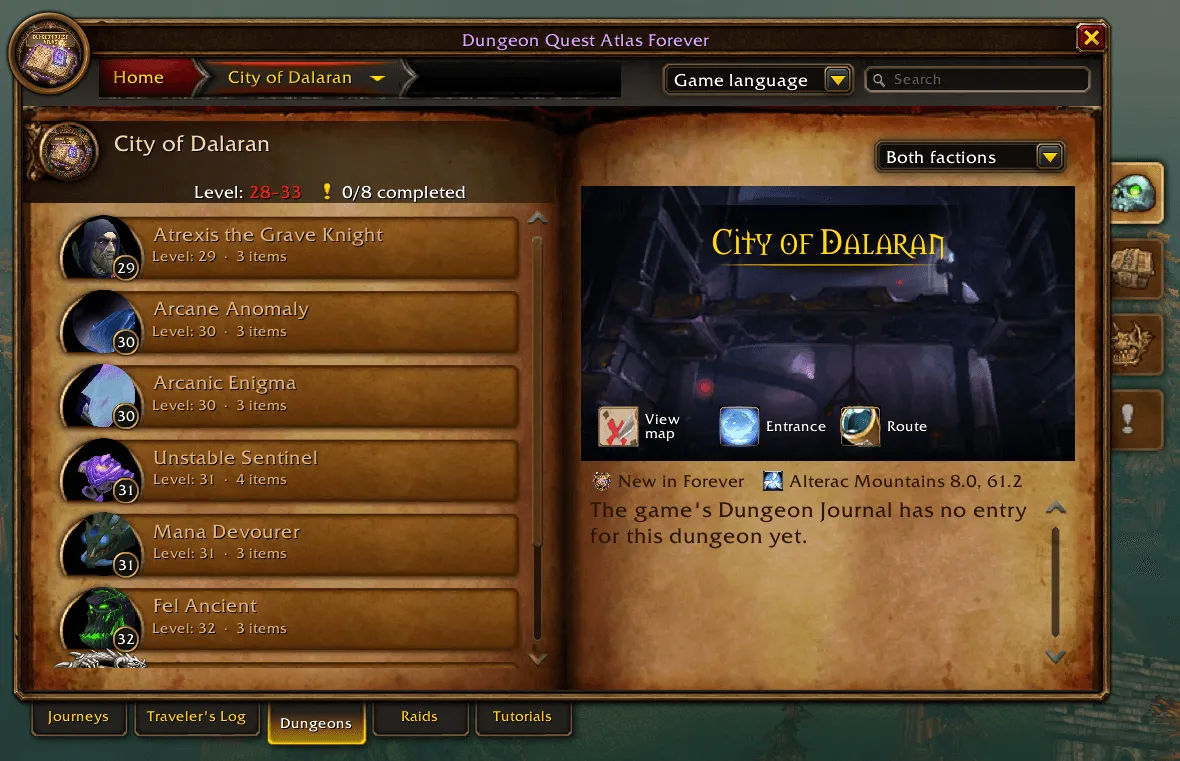 Dungeon Quest Atlas Forever
Home
City of Dalaran
Game language
Search
City of Dalaran
Both factions
Level: 28-33
! 0/8 completed
Atrexis the Grave Knight
Level: 29 · 3 items
29
Arcane Anomaly
Level: 30 · 3 items
30
Arcanic Enigma
Level: 30 · 3 items
30
Unstable Sentinel
Level: 31 · 4 items
31
Mana Devourer
Level: 31 · 3 items
31
Fel Ancient
Level: 32 · 3 items
32
City of Dalaran
View
map
Entrance
Route
New in Forever
Alterac Mountains 8.0, 61.2
The game's Dungeon Journal has no entry
for this dungeon yet.
Journeys
Traveler's Log
Dungeons
Raids
Tutorials